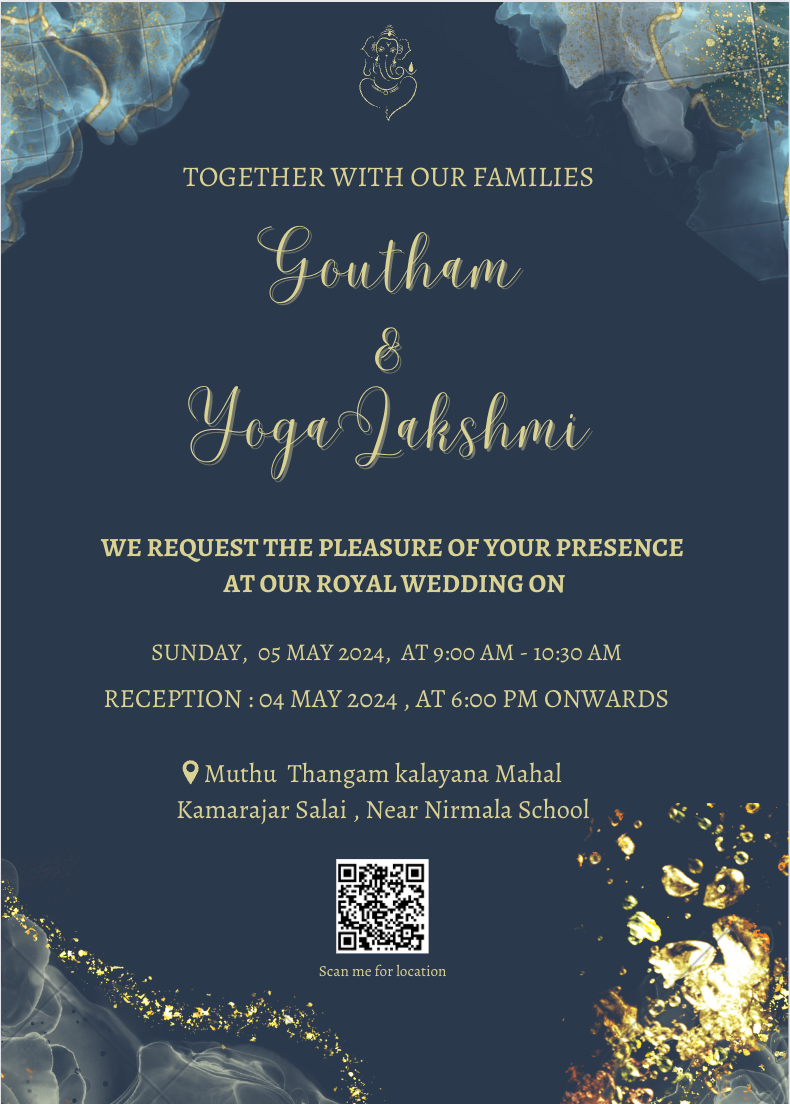 TOGETHER WITH OUR FAMILIES
Goutham
&
YogaLakshmi
WE REQUEST THE PLEASURE OF YOUR PRESENCE
AT OUR ROYAL WEDDING ON
SUNDAY, 05 MAY 2024, AT 9:00 AM - 10:30 AM
RECEPTION : 04 MAY 2024 , AT 6:00 PM ONWARDS
Muthu Thangam kalayana Mahal
Kamarajar Salai , Near Nirmala School
Scan me for location